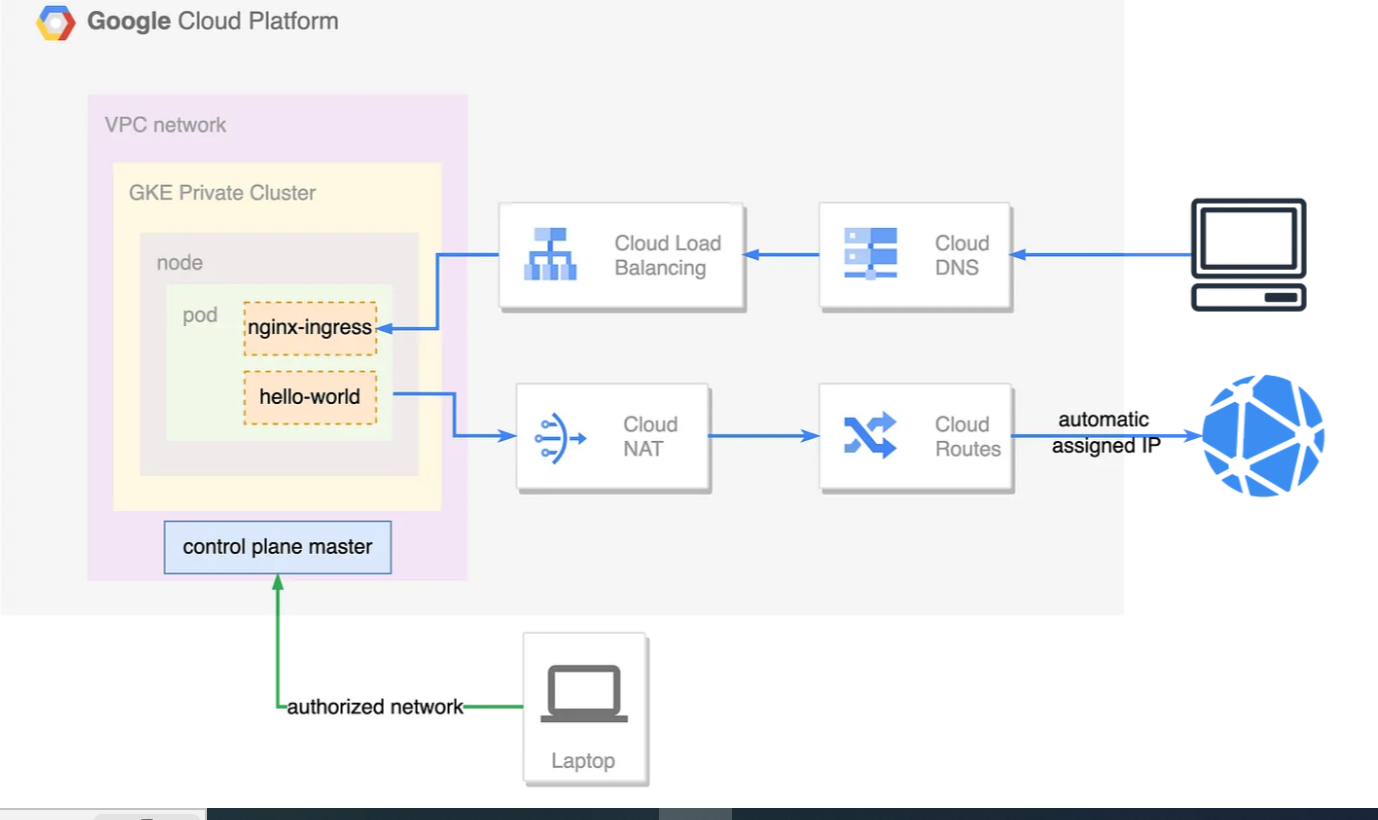 Google Cloud Platform
VPC network
GKE Private Cluster
node
pod
nginx-ingress
hello-world
control plane master
Cloud Load
Balancing
Cloud
DNS
Cloud
NAT
Cloud
Routes
automatic
assigned IP
authorized network
Laptop